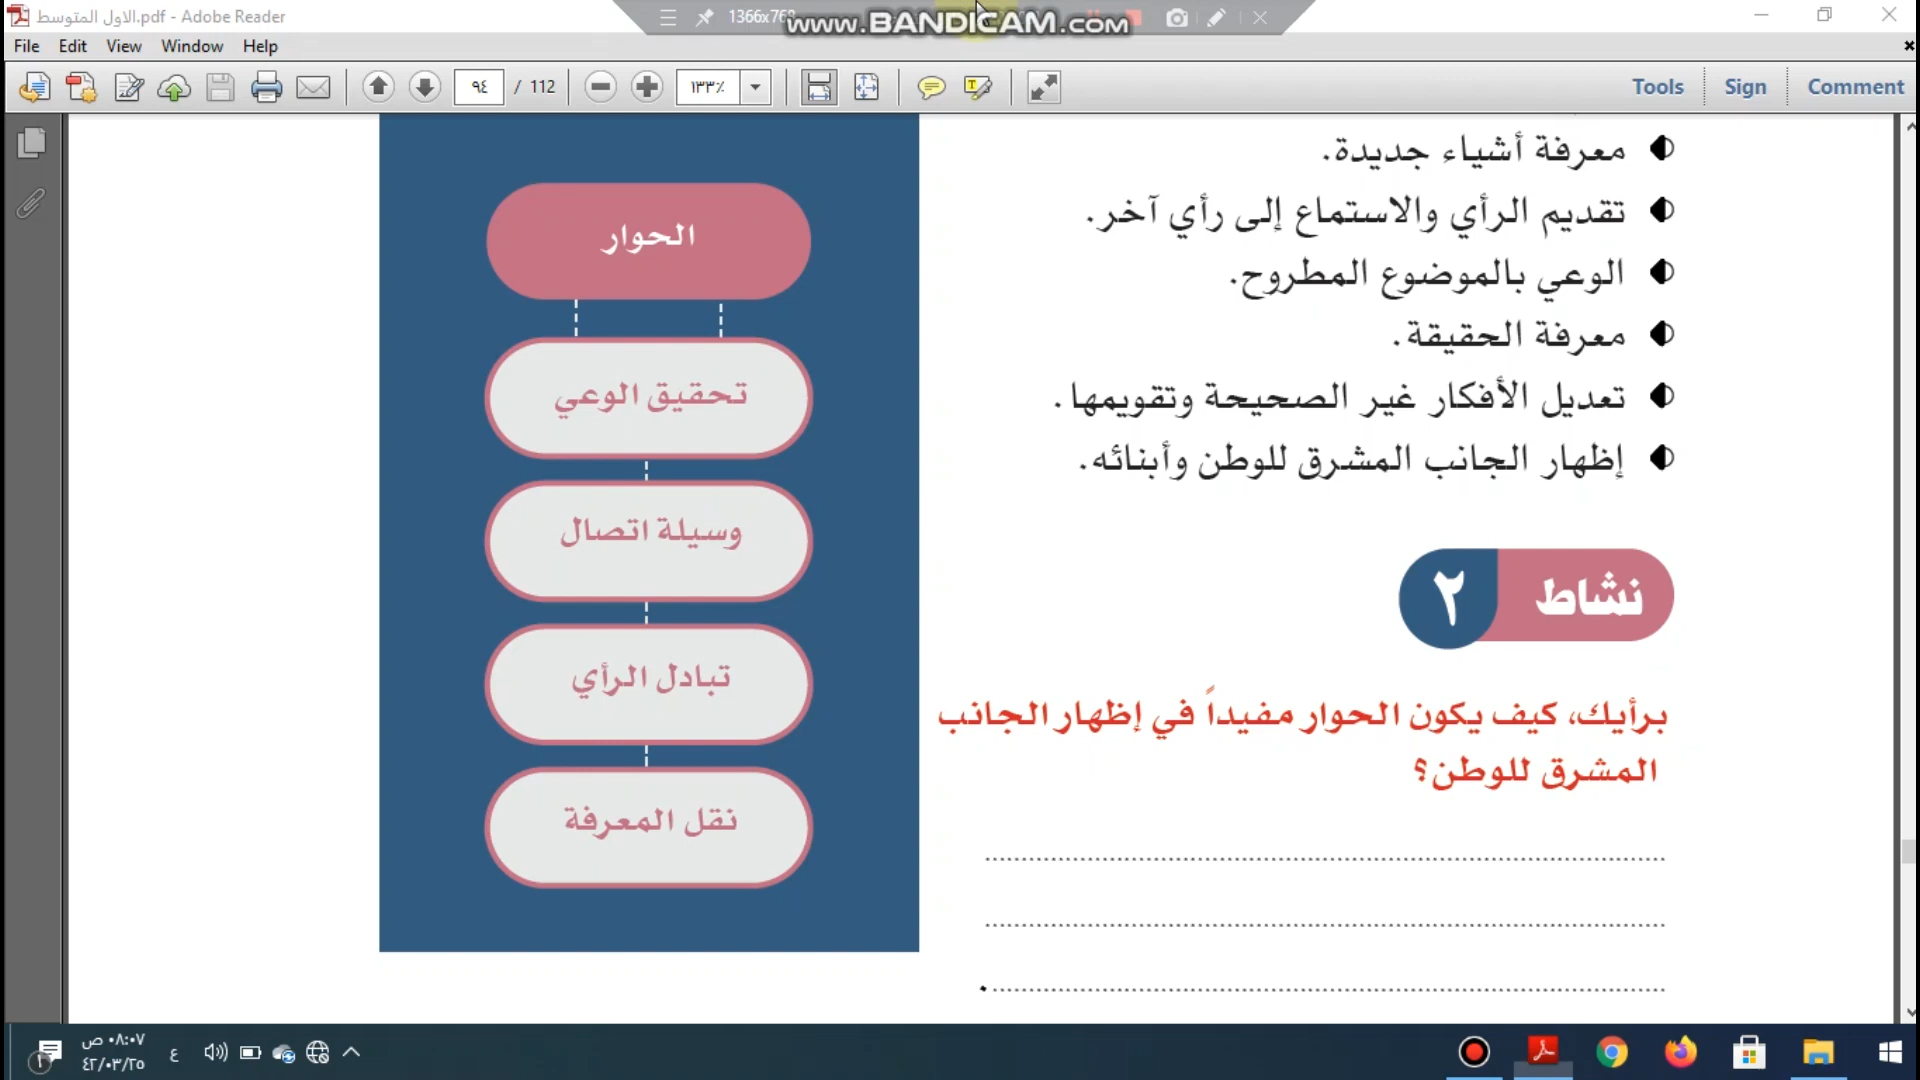 الاول المتوسط.pdf - Adobe Reader
1366x768
www.BANDICAM.com
File Edit View Window Help
٩٤ / 112
١٣٣٪
Tools Sign Comment
معرفة أشياء جديدة.
تقديم الرأي والاستماع إلى رأي آخر.
الوعي بالموضوع المطروح.
معرفة الحقيقة.
تعديل الأفكار غير الصحيحة وتقويمها.
إظهار الجانب المشرق للوطن وأبنائه.
نشاط ٢
برأيك، كيف يكون الحوار مفيداً في إظهار الجانب
المشرق للوطن؟
الحوار
تحقيق الوعي
وسيلة اتصال
تبادل الرأي
نقل المعرفة
٠٨:٠٧ ص
٤٢/٠٣/٢٥
ع
١